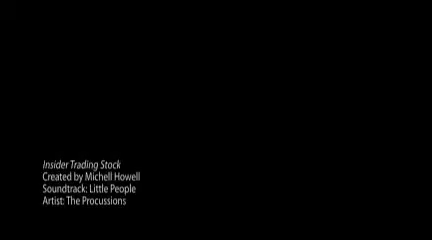 Insider Trading Stock
Created by Michell Howell
Soundtrack: Little People
Artist: The Procussions